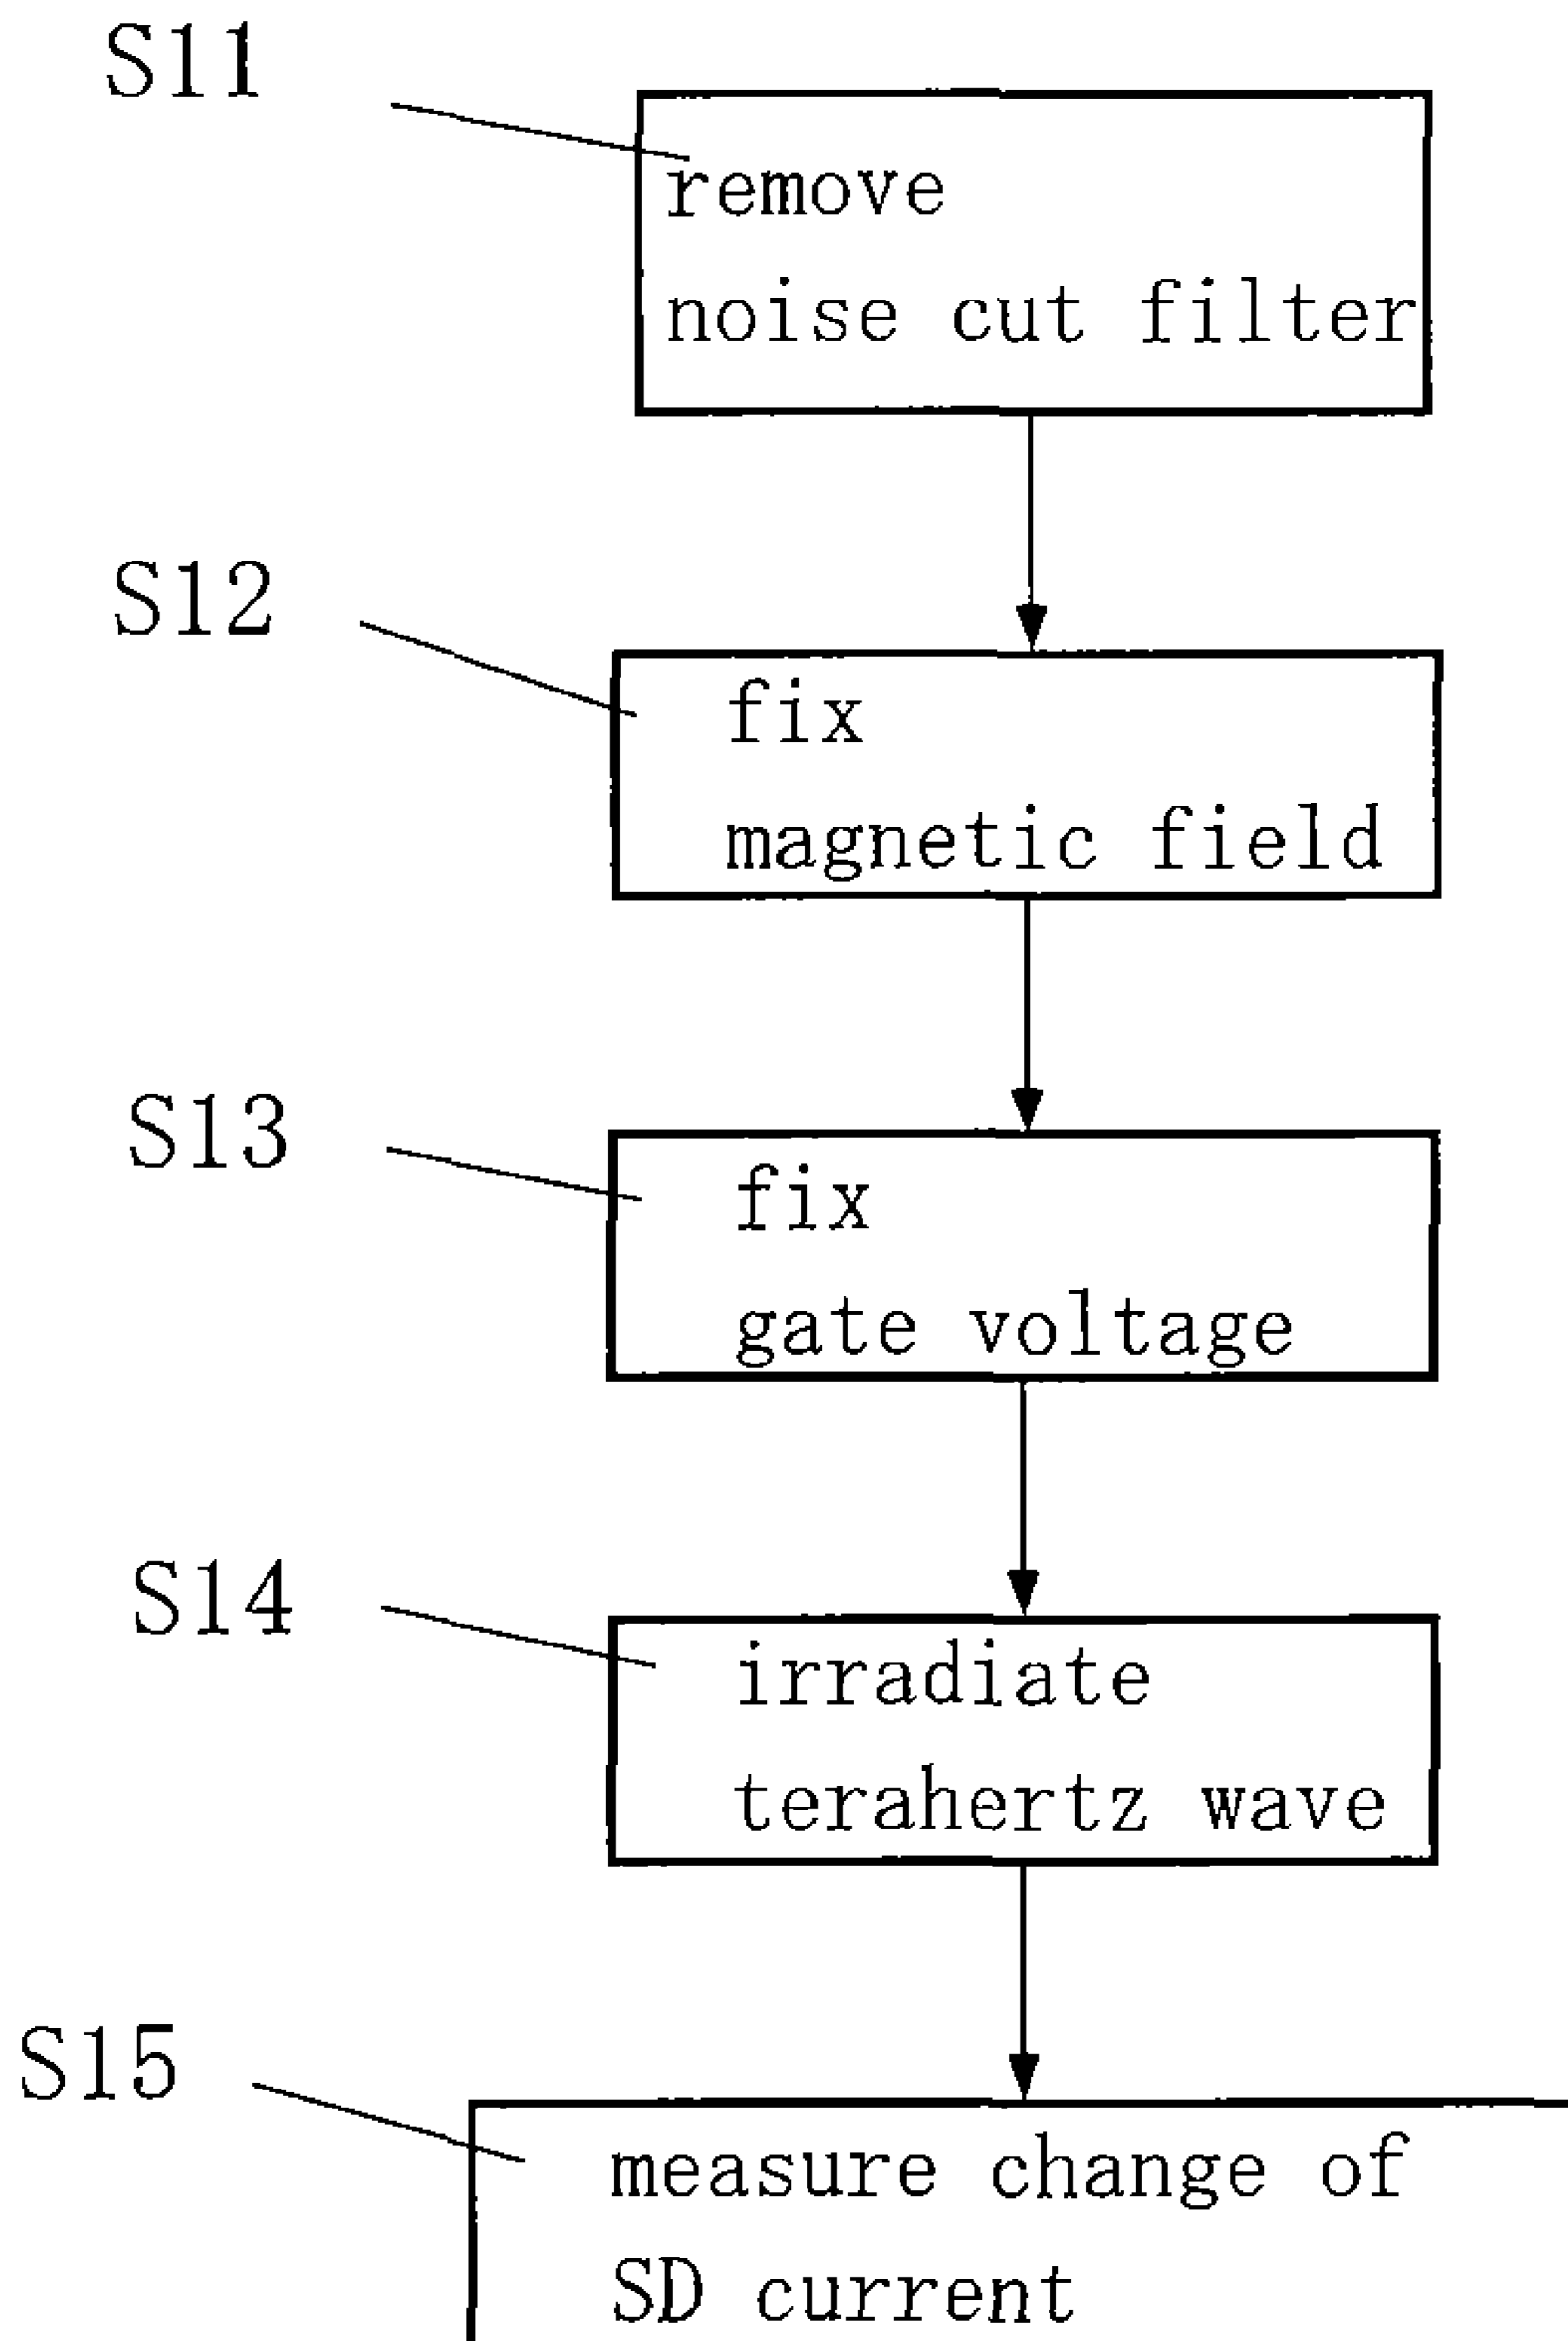 S11
remove
noise cut filter
S12
fix
magnetic field
S13
fix
gate voltage
S14
irradiate
terahertz wave
S15
measure change of
SD current